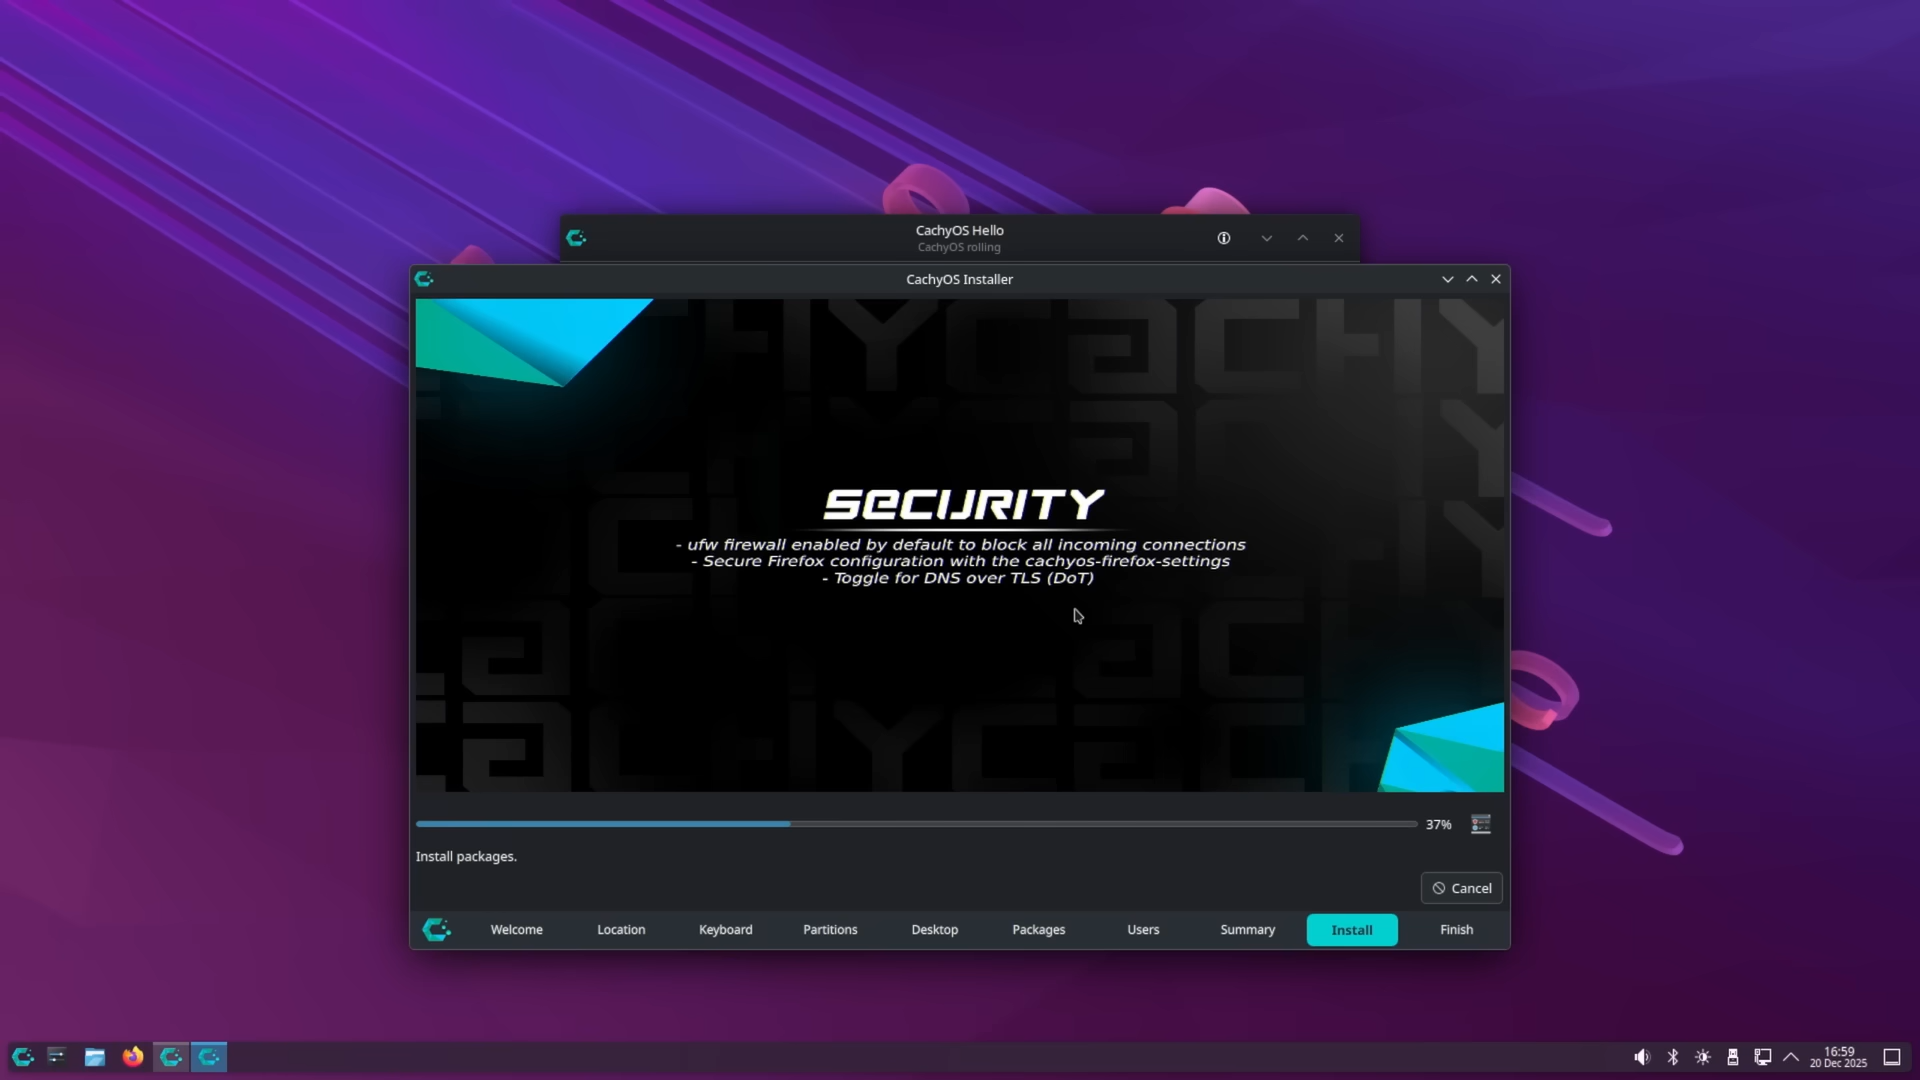 CachyOS Hello
CachyOS rolling
CachyOS Installer
SECURITY
- ufw firewall enabled by default to block all incoming connections
- Secure Firefox configuration with the cachyos-firefox-settings
- Toggle for DNS over TLS (DoT)
37%
Install packages.
Cancel
Welcome Location Keyboard Partitions Desktop Packages Users Summary Install Finish
16:59
20 Dec 2025